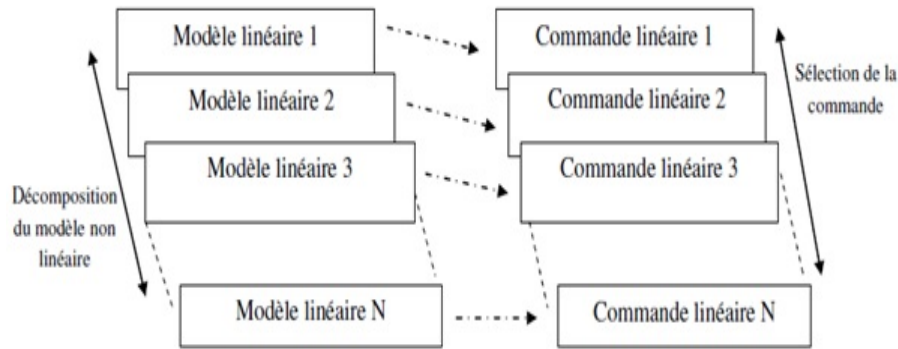 Modèle linéaire 1
Commande linéaire 1
Modèle linéaire 2
Commande linéaire 2
Modèle linéaire 3
Commande linéaire 3
Sélection de la
commande
Décomposition
du modèle non
linéaire
Modèle linéaire N
Commande linéaire N